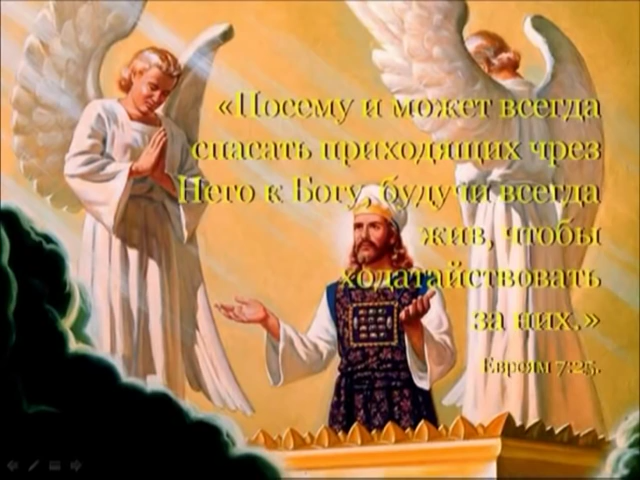 «Посему и может всегда
спасать приходящих чрез
Него к Богу, будучи всегда
жив, чтобы
ходатайствовать
за них.»
Евреям 7:25.